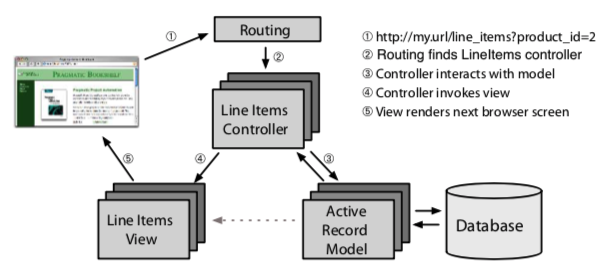 Routing
①
②
PRAGMATIC BOOKSHELF
Line Items
Controller
⑤
④
③
Line Items
View
Active
Record
Model
Database
① http://my.url/line_items?product_id=2
② Routing finds LineItems controller
③ Controller interacts with model
④ Controller invokes view
⑤ View renders next browser screen